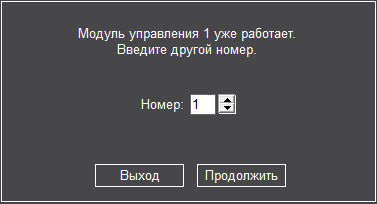 Модуль управления 1 уже работает.
Введите другой номер.
Номер: 1
Выход
Продолжить